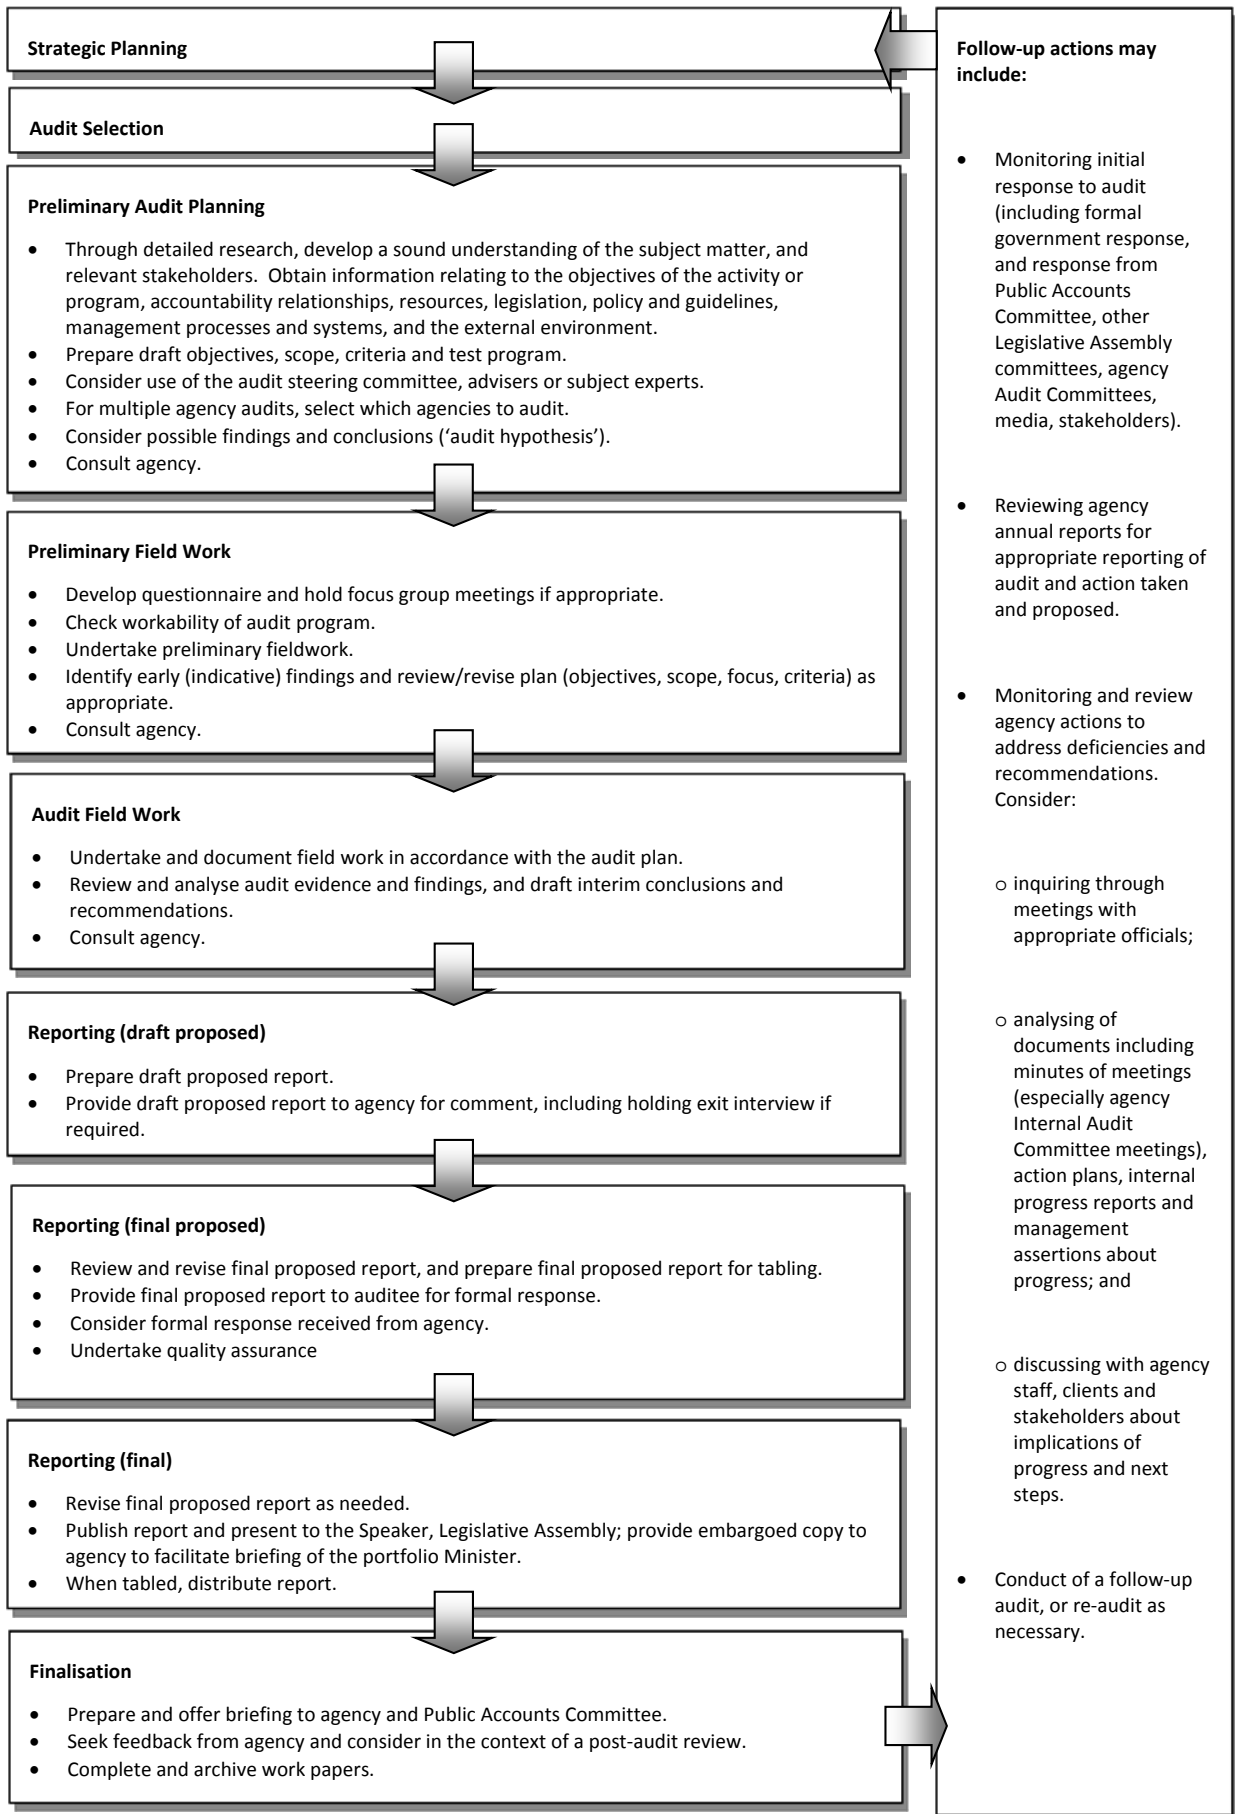 Strategic Planning
Audit Selection
Preliminary Audit Planning
• Through detailed research, develop a sound understanding of the subject matter, and
relevant stakeholders. Obtain information relating to the objectives of the activity or
program, accountability relationships, resources, legislation, policy and guidelines,
management processes and systems, and the external environment.
• Prepare draft objectives, scope, criteria and test program.
• Consider use of the audit steering committee, advisers or subject experts.
• For multiple agency audits, select which agencies to audit.
• Consider possible findings and conclusions (‘audit hypothesis’).
• Consult agency.
Preliminary Field Work
• Develop questionnaire and hold focus group meetings if appropriate.
• Check workability of audit program.
• Undertake preliminary fieldwork.
• Identify early (indicative) findings and review/revise plan (objectives, scope, focus, criteria) as
appropriate.
• Consult agency.
Audit Field Work
• Undertake and document field work in accordance with the audit plan.
• Review and analyse audit evidence and findings, and draft interim conclusions and
recommendations.
• Consult agency.
Reporting (draft proposed)
• Prepare draft proposed report.
• Provide draft proposed report to agency for comment, including holding exit interview if
required.
Reporting (final proposed)
• Review and revise final proposed report, and prepare final proposed report for tabling.
• Provide final proposed report to auditee for formal response.
• Consider formal response received from agency.
• Undertake quality assurance
Reporting (final)
• Revise final proposed report as needed.
• Publish report and present to the Speaker, Legislative Assembly; provide embargoed copy to
agency to facilitate briefing of the portfolio Minister.
• When tabled, distribute report.
Finalisation
• Prepare and offer briefing to agency and Public Accounts Committee.
• Seek feedback from agency and consider in the context of a post-audit review.
• Complete and archive work papers.
Follow-up actions may
include:
• Monitoring initial
response to audit
(including formal
government response,
and response from
Public Accounts
Committee, other
Legislative Assembly
committees, agency
Audit Committees,
media, stakeholders).
• Reviewing agency
annual reports for
appropriate reporting of
audit and action taken
and proposed.
• Monitoring and review
agency actions to
address deficiencies and
recommendations.
Consider:
o inquiring through
meetings with
appropriate officials;
o analysing of
documents including
minutes of meetings
(especially agency
Internal Audit
Committee meetings),
action plans, internal
progress reports and
management
assertions about
progress; and
o discussing with agency
staff, clients and
stakeholders about
implications of
progress and next
steps.
• Conduct of a follow-up
audit, or re-audit as
necessary.